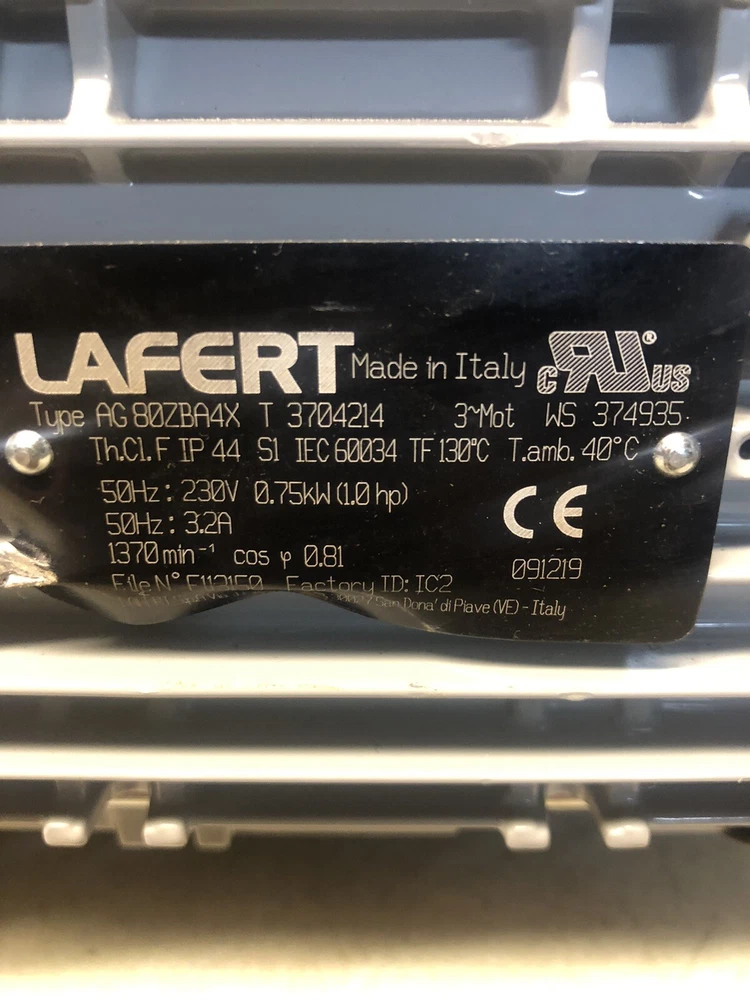 LAFERT Made in Italy c RU ® US
Type AG 80ZBA4X T 3704214 3~Mot WS 374935
Th.Cl.F IP 44 S1 IEC 60034 TF 130°C T.amb. 40°C
50Hz: 230V 0.75kW (1.0 hp)
50Hz: 3.2A
CE
1370 min⁻¹ cos φ 0.81
091219
File N° Factory ID: IC2
San Dona' di Piave (VE) - Italy